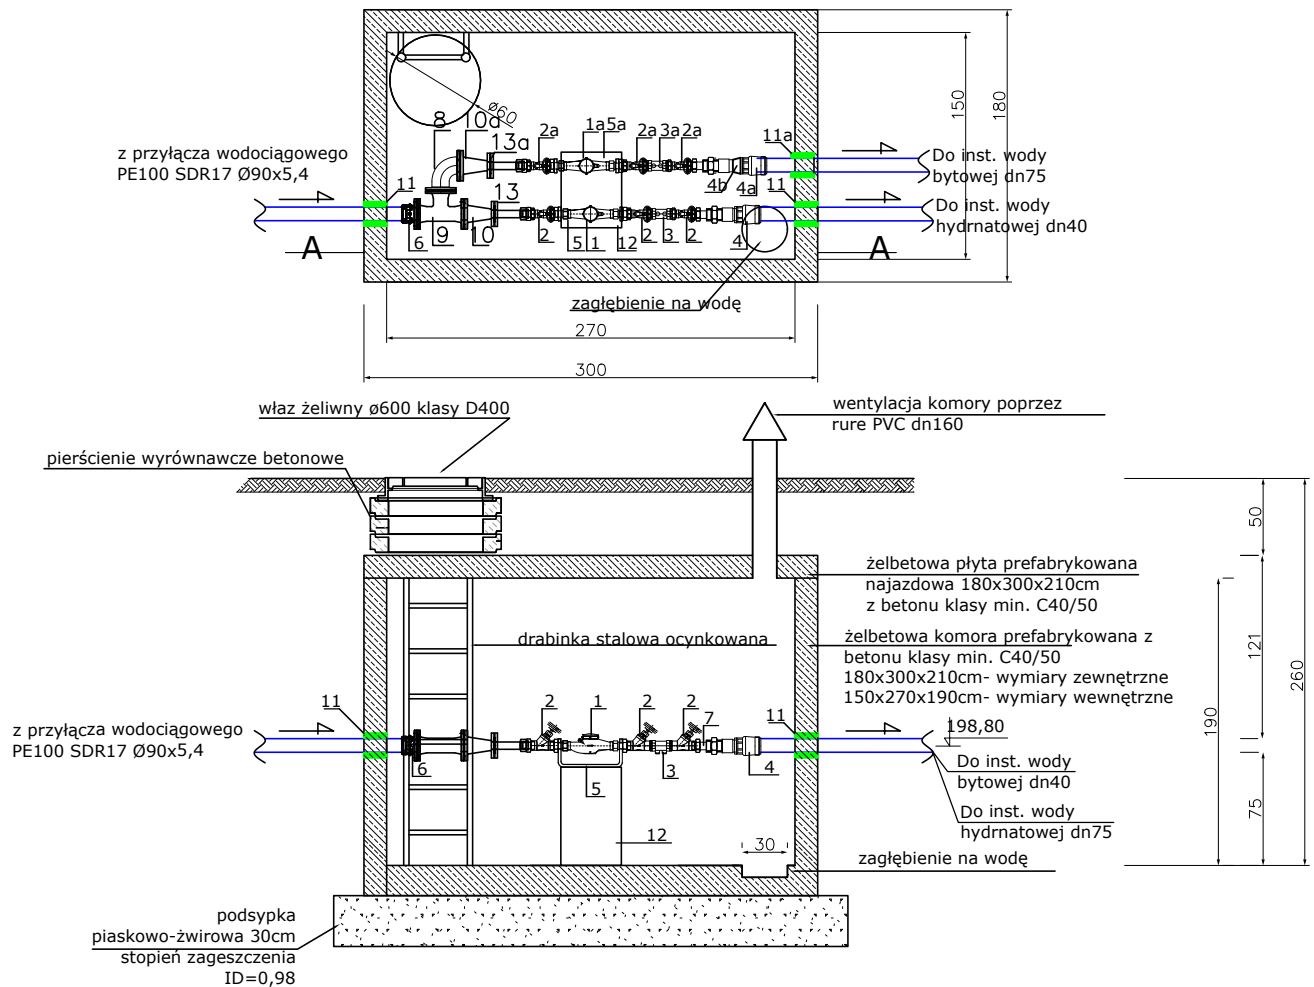 ø60
8
10a
13a
2a
1a
5a
2a
3a
2a
11a
z przyłącza wodociągowego
PE100 SDR17 Ø90x5,4
Do inst. wody
bytowej dn75
11
13
4b
4a
11
Do inst. wody
hydrnatowej dn40
6
9
10
2
5
1
12
2
3
2
4
A
A
150
180
zagłębienie na wodę
270
300
właz żeliwny ø600 klasy D400
wentylacja komory poprzez
rure PVC dn160
pierścienie wyrównawcze betonowe
50
żelbetowa płyta prefabrykowana
najazdowa 180x300x210cm
z betonu klasy min. C40/50
drabinka stalowa ocynkowana
żelbetowa komora prefabrykowana z
betonu klasy min. C40/50
180x300x210cm- wymiary zewnętrzne
150x270x190cm- wymiary wewnętrzne
121
260
190
z przyłącza wodociągowego
PE100 SDR17 Ø90x5,4
11
2
1
2
2
7
11
198,80
6
5
3
4
Do inst. wody
bytowej dn40
Do inst. wody
hydrnatowej dn75
75
12
30
zagłębienie na wodę
podsypka
piaskowo-żwirowa 30cm
stopień zagęszczenia
ID=0,98